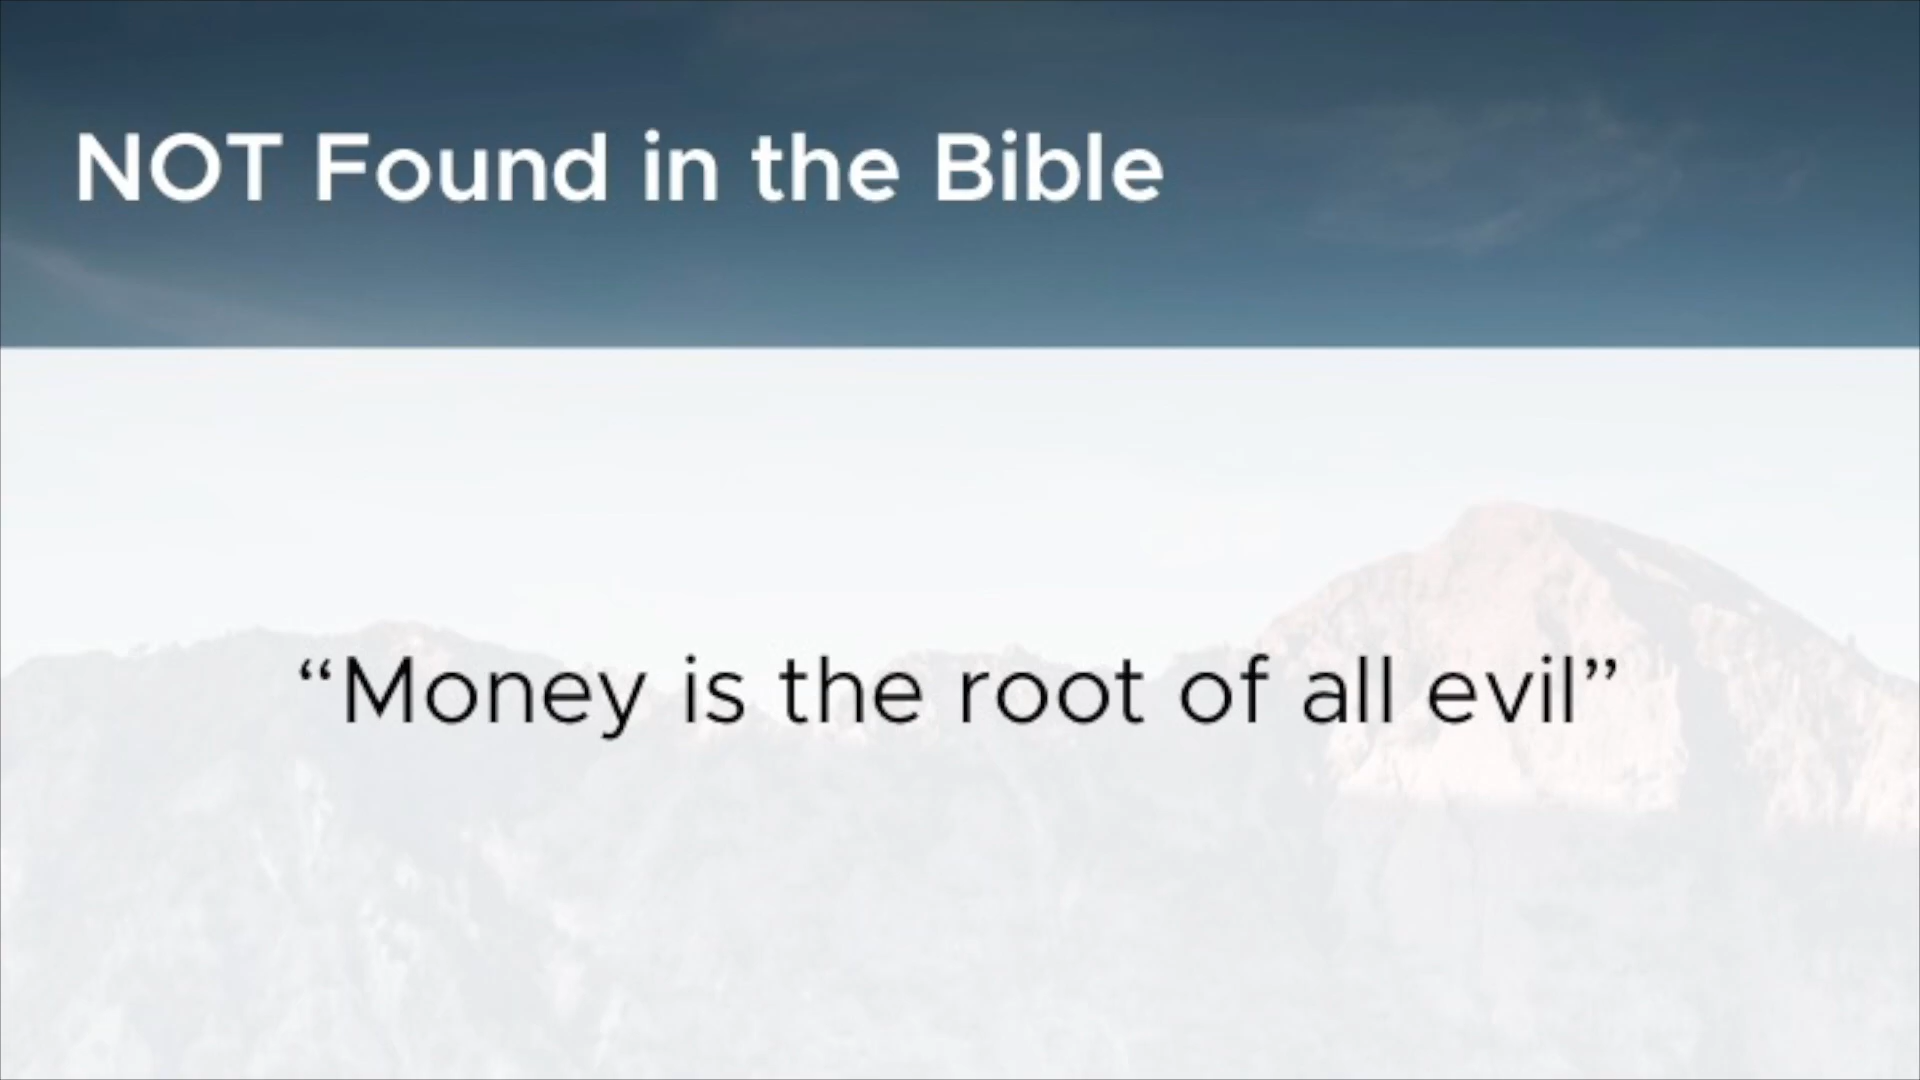 NOT Found in the Bible
“Money is the root of all evil”